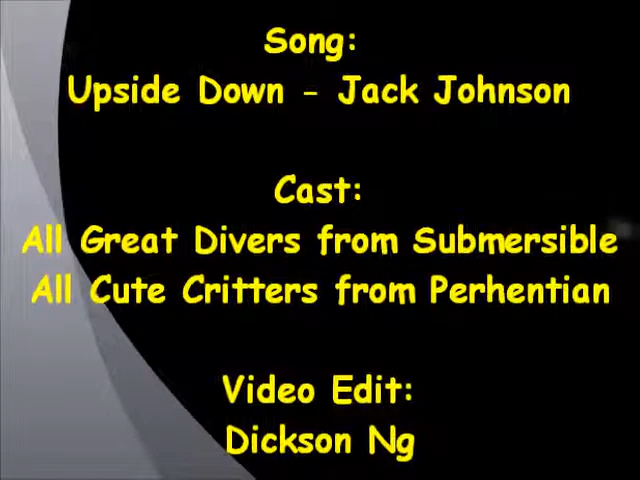 Song:
Upside Down - Jack Johnson
Cast:
All Great Divers from Submersible
All Cute Critters from Perhentian
Video Edit:
Dickson Ng